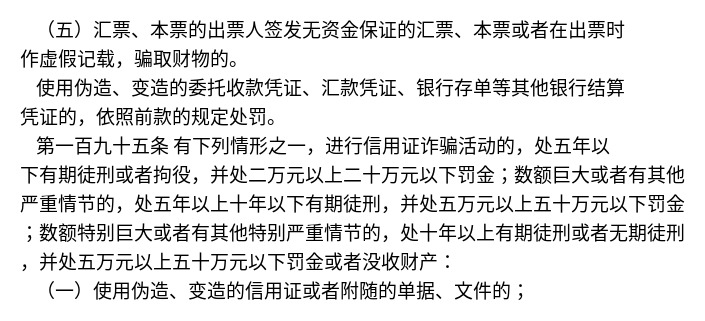 （五）汇票、本票的出票人签发无资金保证的汇票、本票或者在出票时
作虚假记载，骗取财物的。
使用伪造、变造的委托收款凭证、汇款凭证、银行存单等其他银行结算
凭证的，依照前款的规定处罚。
第一百九十五条 有下列情形之一，进行信用证诈骗活动的，处五年以
下有期徒刑或者拘役，并处二万元以上二十万元以下罚金；数额巨大或者有其他
严重情节的，处五年以上十年以下有期徒刑，并处五万元以上五十万元以下罚金
；数额特别巨大或者有其他特别严重情节的，处十年以上有期徒刑或者无期徒刑
，并处五万元以上五十万元以下罚金或者没收财产：
（一）使用伪造、变造的信用证或者附随的单据、文件的；